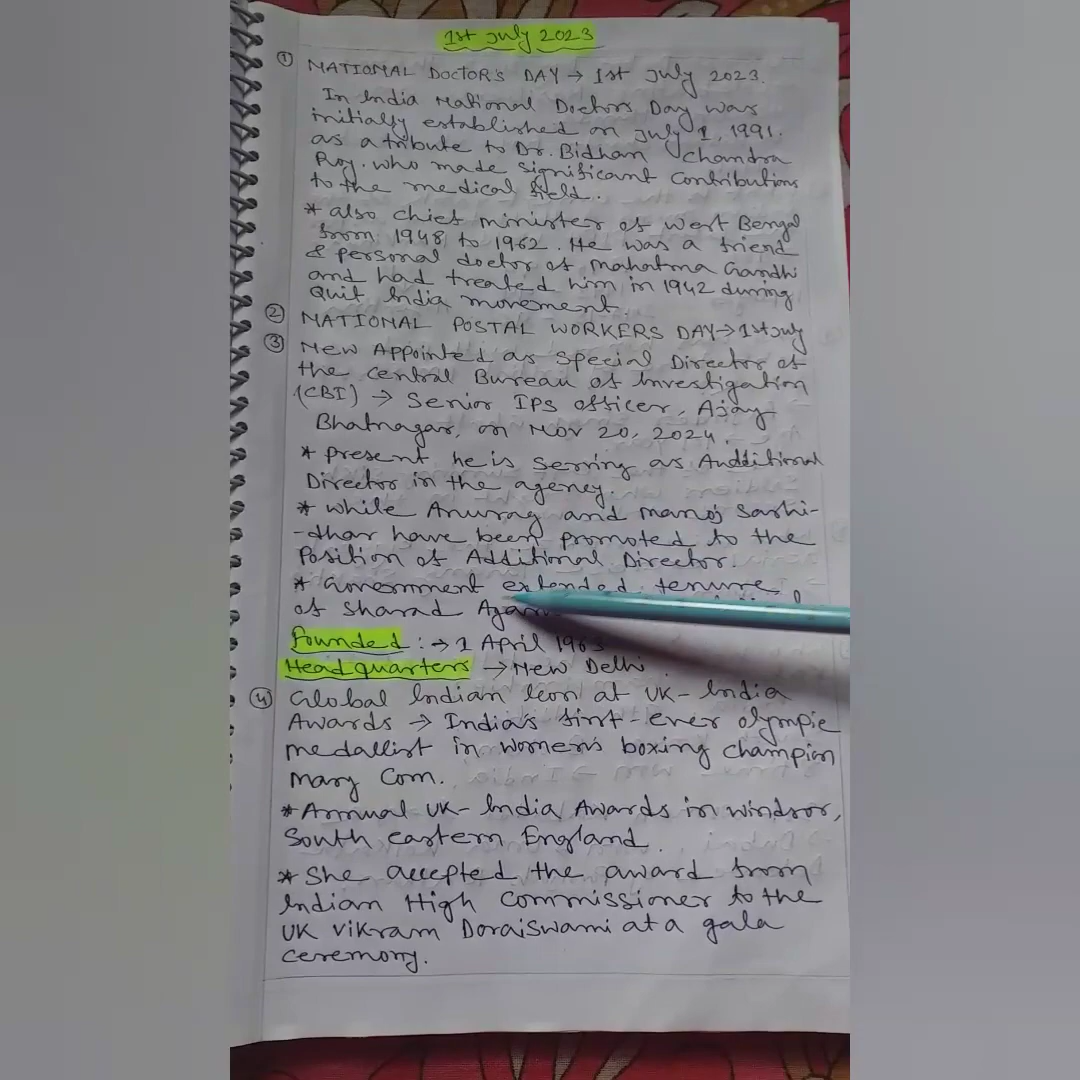 1st July 2023
① NATIONAL DOCTOR'S DAY → 1st July 2023.
In India National Doctors Day was
initially established on July 1, 1991.
as a tribute to Dr. Bidhan Chandra
Roy. who made significant contributions
to the medical field.
* also chief minister of West Bengal
from 1948 to 1962. He was a friend
& personal doctor of Mahatma Gandhi
and had treated him in 1942 during
Quit India movement.
② NATIONAL POSTAL WORKERS DAY → 1st July
③ New Appointed as Special Director of
the Central Bureau of Investigation
(CBI) → Senior IPS officer, Ajay
Bhatnagar, on Nov 20, 2024.
* present he is serving as Audditional
Director in the agency.
* while Anurag and Manoj Sashi-
-dhar have been promoted to the
Position of Additional Director.
* Government extended tenure
of Sharad
Founded : → 1 April 1963
Headquarters → New Delhi
④ Global Indian Icon at UK-India
Awards → India's first-ever olympic
medallist in women's boxing champion
Mary Com.
* Annual UK-India Awards in windsor,
South eastern England.
* She accepted the award from
Indian High Commissioner to the
UK Vikram Doraiswami at a gala
ceremony.